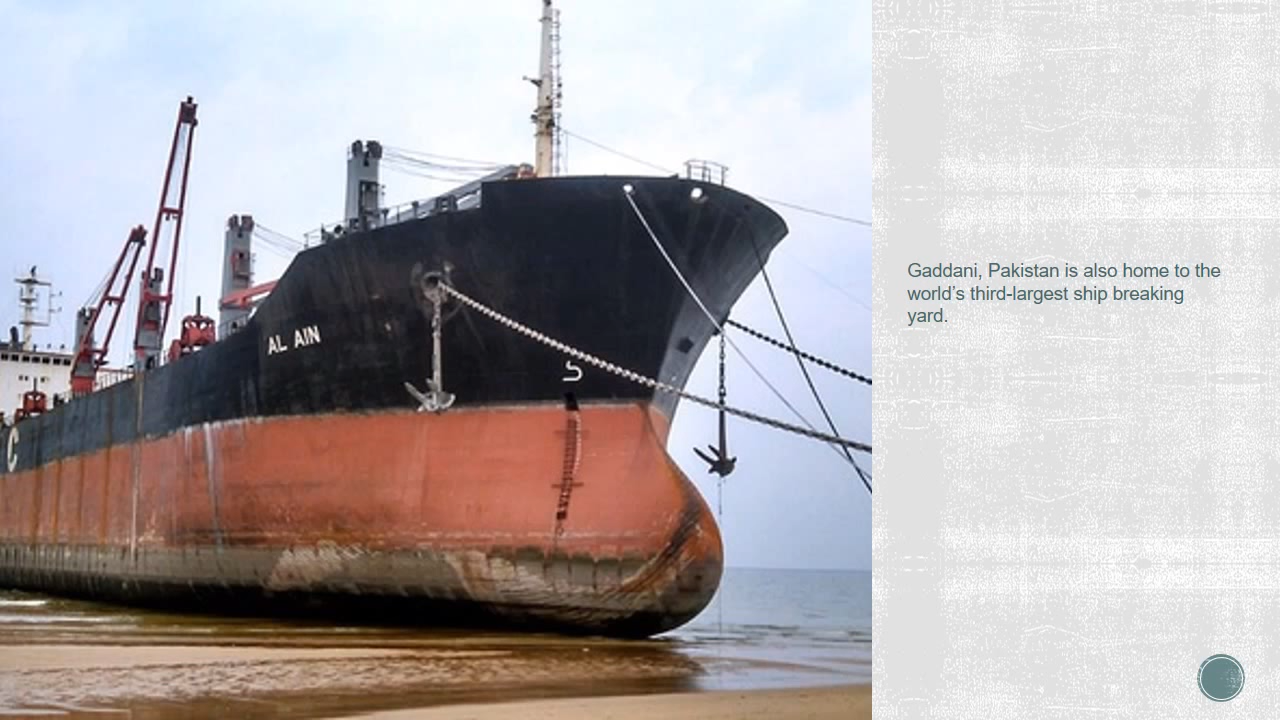 AL AIN
C
Gaddani, Pakistan is also home to the
world’s third-largest ship breaking
yard.